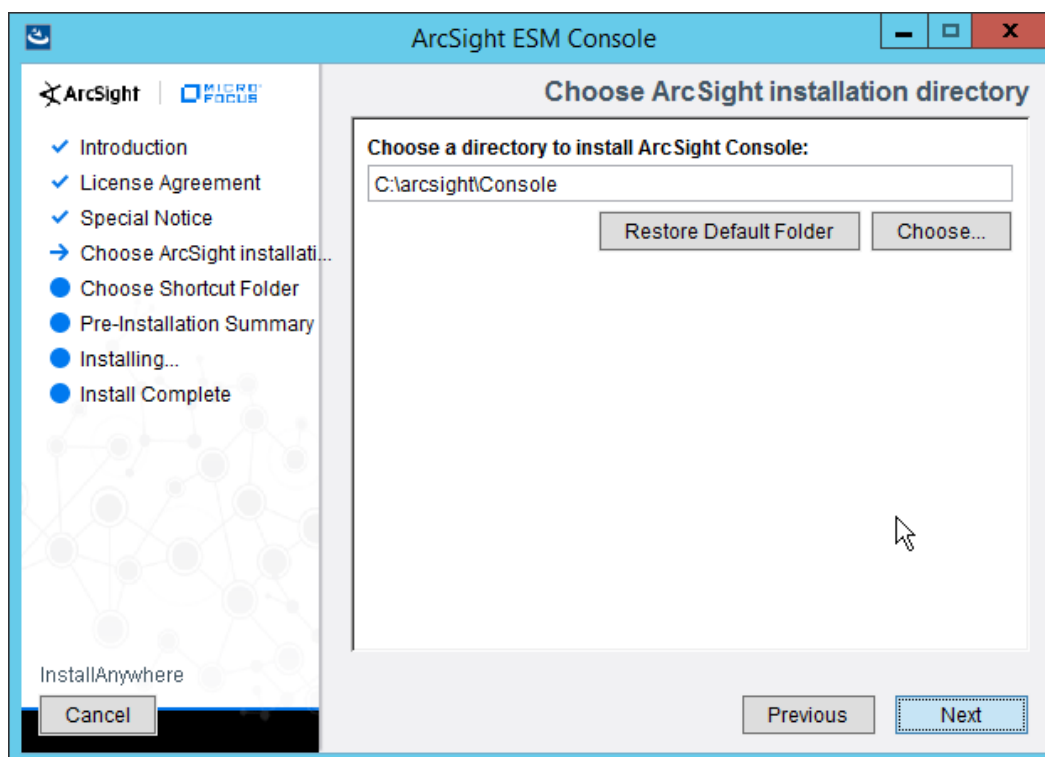 ArcSight ESM Console
ArcSight
MICRO FOCUS
Choose ArcSight installation directory
Introduction
License Agreement
Special Notice
Choose ArcSight installati...
Choose Shortcut Folder
Pre-Installation Summary
Installing...
Install Complete
Choose a directory to install ArcSight Console:
C:\arcsight\Console
Restore Default Folder
Choose...
InstallAnywhere
Cancel
Previous
Next